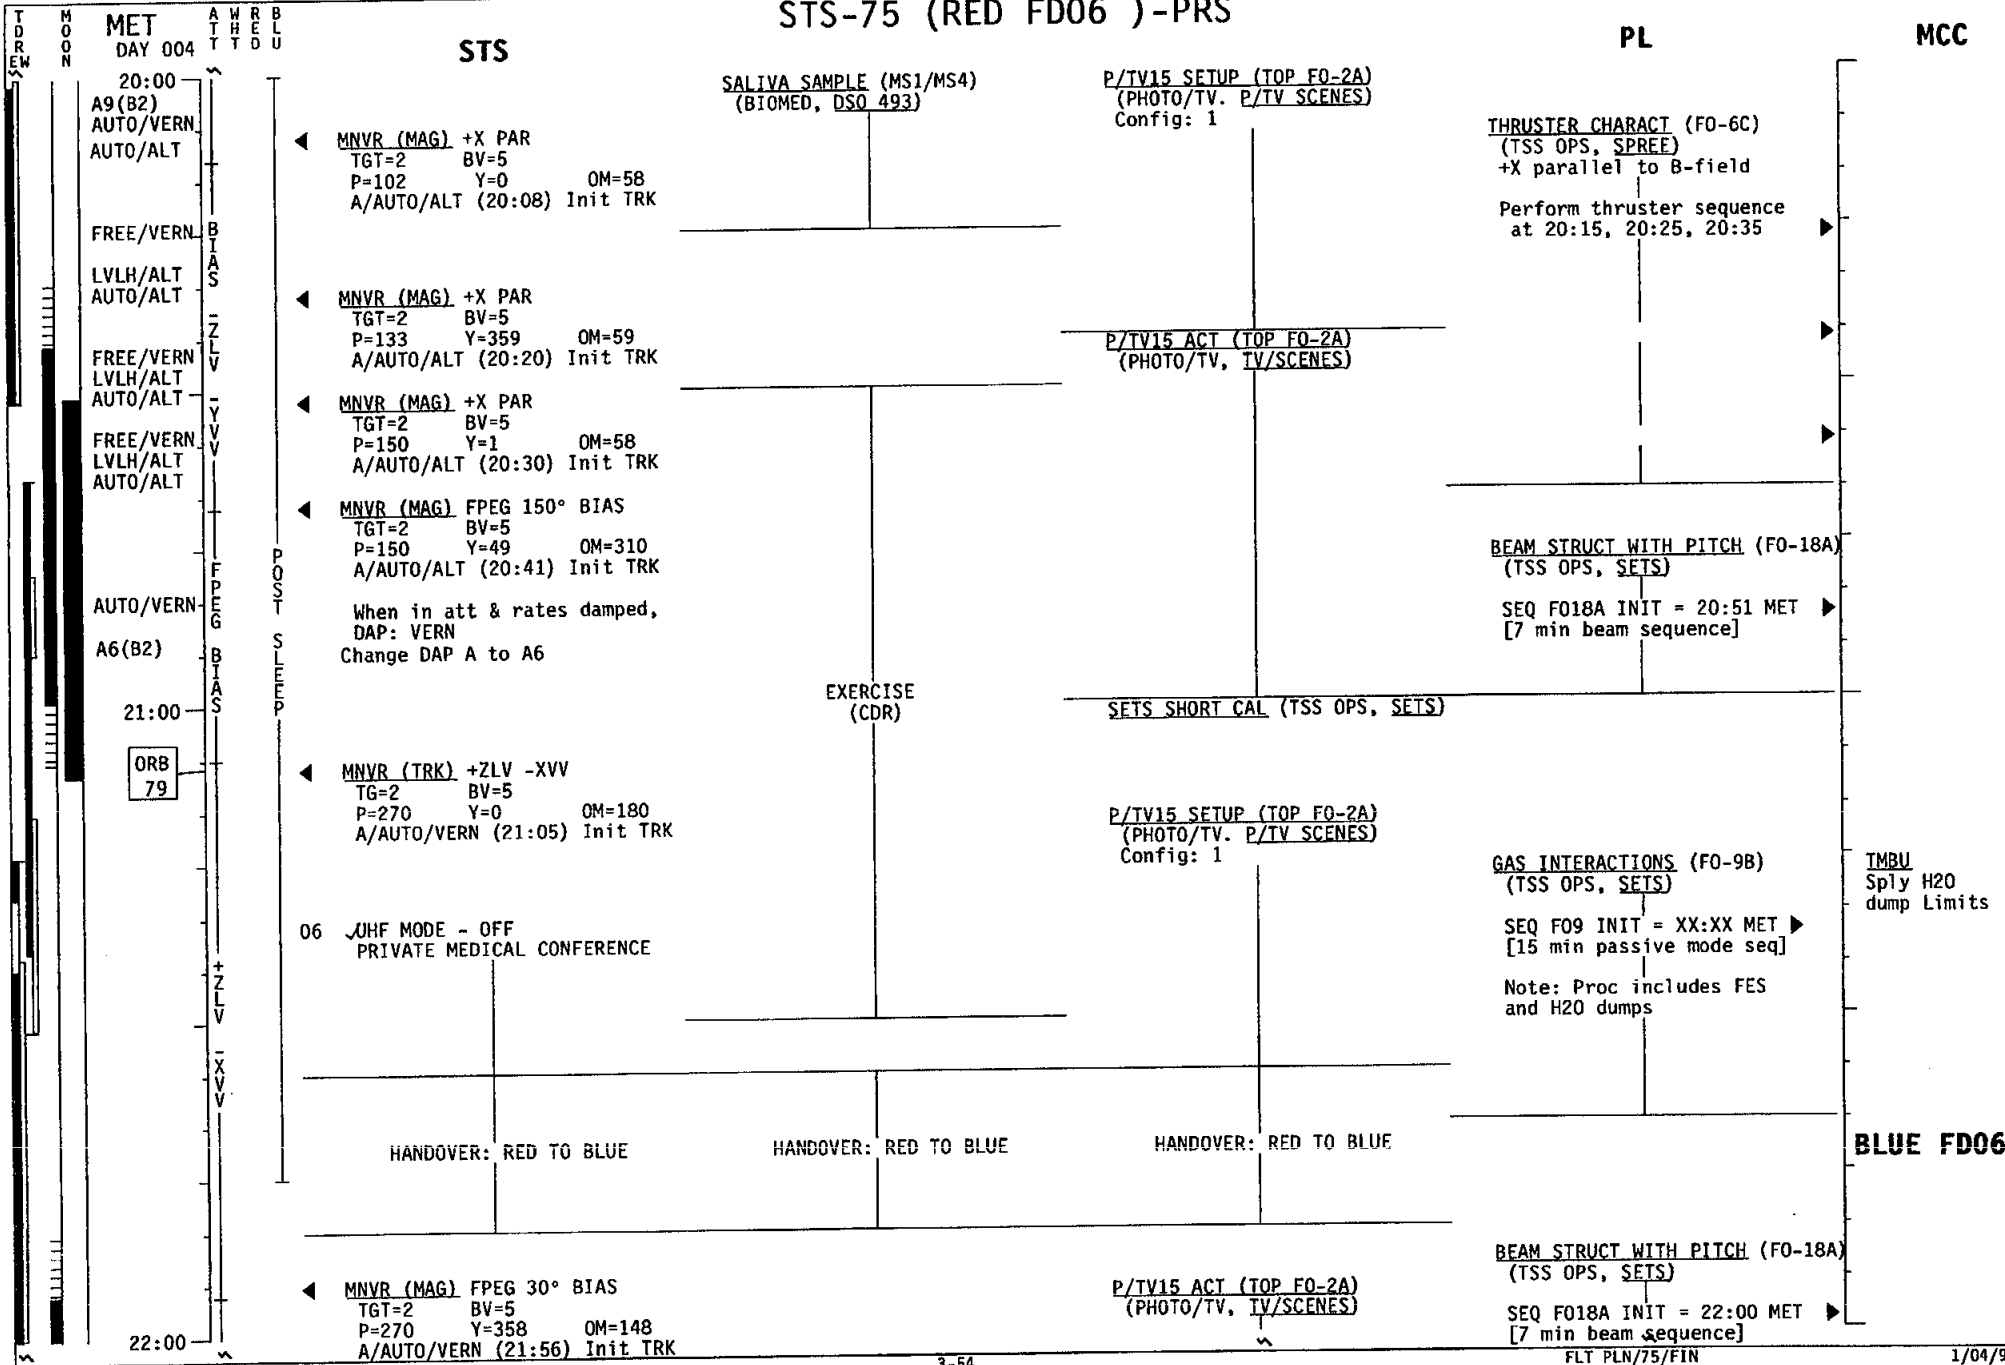 STS-75 (RED FD06 )-PRS
TDRE EW
MOON
MET
DAY 004
ATT
WHT
RED
BLU
STS
PL
MCC
20:00
A9(B2)
AUTO/VERN
AUTO/ALT
FREE/VERN
LVLH/ALT
AUTO/ALT
FREE/VERN
LVLH/ALT
AUTO/ALT
FREE/VERN
LVLH/ALT
AUTO/ALT
AUTO/VERN
A6(B2)
21:00
ORB
79
22:00
BIAS
-ZLV
-YVV
FPEG BIAS
+ZLV
-XVV
POST SLEEP
MNVR (MAG) +X PAR
TGT=2 BV=5
P=102 Y=0 OM=58
A/AUTO/ALT (20:08) Init TRK
MNVR (MAG) +X PAR
TGT=2 BV=5
P=133 Y=359 OM=59
A/AUTO/ALT (20:20) Init TRK
MNVR (MAG) +X PAR
TGT=2 BV=5
P=150 Y=1 OM=58
A/AUTO/ALT (20:30) Init TRK
MNVR (MAG) FPEG 150° BIAS
TGT=2 BV=5
P=150 Y=49 OM=310
A/AUTO/ALT (20:41) Init TRK
When in att & rates damped,
DAP: VERN
Change DAP A to A6
MNVR (TRK) +ZLV -XVV
TG=2 BV=5
P=270 Y=0 OM=180
A/AUTO/VERN (21:05) Init TRK
06 ✓UHF MODE - OFF
PRIVATE MEDICAL CONFERENCE
HANDOVER: RED TO BLUE
MNVR (MAG) FPEG 30° BIAS
TGT=2 BV=5
P=270 Y=358 OM=148
A/AUTO/VERN (21:56) Init TRK
SALIVA SAMPLE (MS1/MS4)
(BIOMED, DSO 493)
EXERCISE
(CDR)
HANDOVER: RED TO BLUE
P/TV15 SETUP (TOP FO-2A)
(PHOTO/TV. P/TV SCENES)
Config: 1
P/TV15 ACT (TOP FO-2A)
(PHOTO/TV, TV/SCENES)
SETS SHORT CAL (TSS OPS, SETS)
P/TV15 SETUP (TOP FO-2A)
(PHOTO/TV. P/TV SCENES)
Config: 1
HANDOVER: RED TO BLUE
P/TV15 ACT (TOP FO-2A)
(PHOTO/TV, TV/SCENES)
THRUSTER CHARACT (FO-6C)
(TSS OPS, SPREE)
+X parallel to B-field
Perform thruster sequence
at 20:15, 20:25, 20:35
BEAM STRUCT WITH PITCH (FO-18A)
(TSS OPS, SETS)
SEQ FO18A INIT = 20:51 MET
[7 min beam sequence]
GAS INTERACTIONS (FO-9B)
(TSS OPS, SETS)
SEQ FO9 INIT = XX:XX MET
[15 min passive mode seq]
Note: Proc includes FES
and H2O dumps
BEAM STRUCT WITH PITCH (FO-18A)
(TSS OPS, SETS)
SEQ FO18A INIT = 22:00 MET
[7 min beam sequence]
TMBU
Sply H2O
dump Limits
BLUE FD06
3-54
FLT PLN/75/FIN
1/04/9